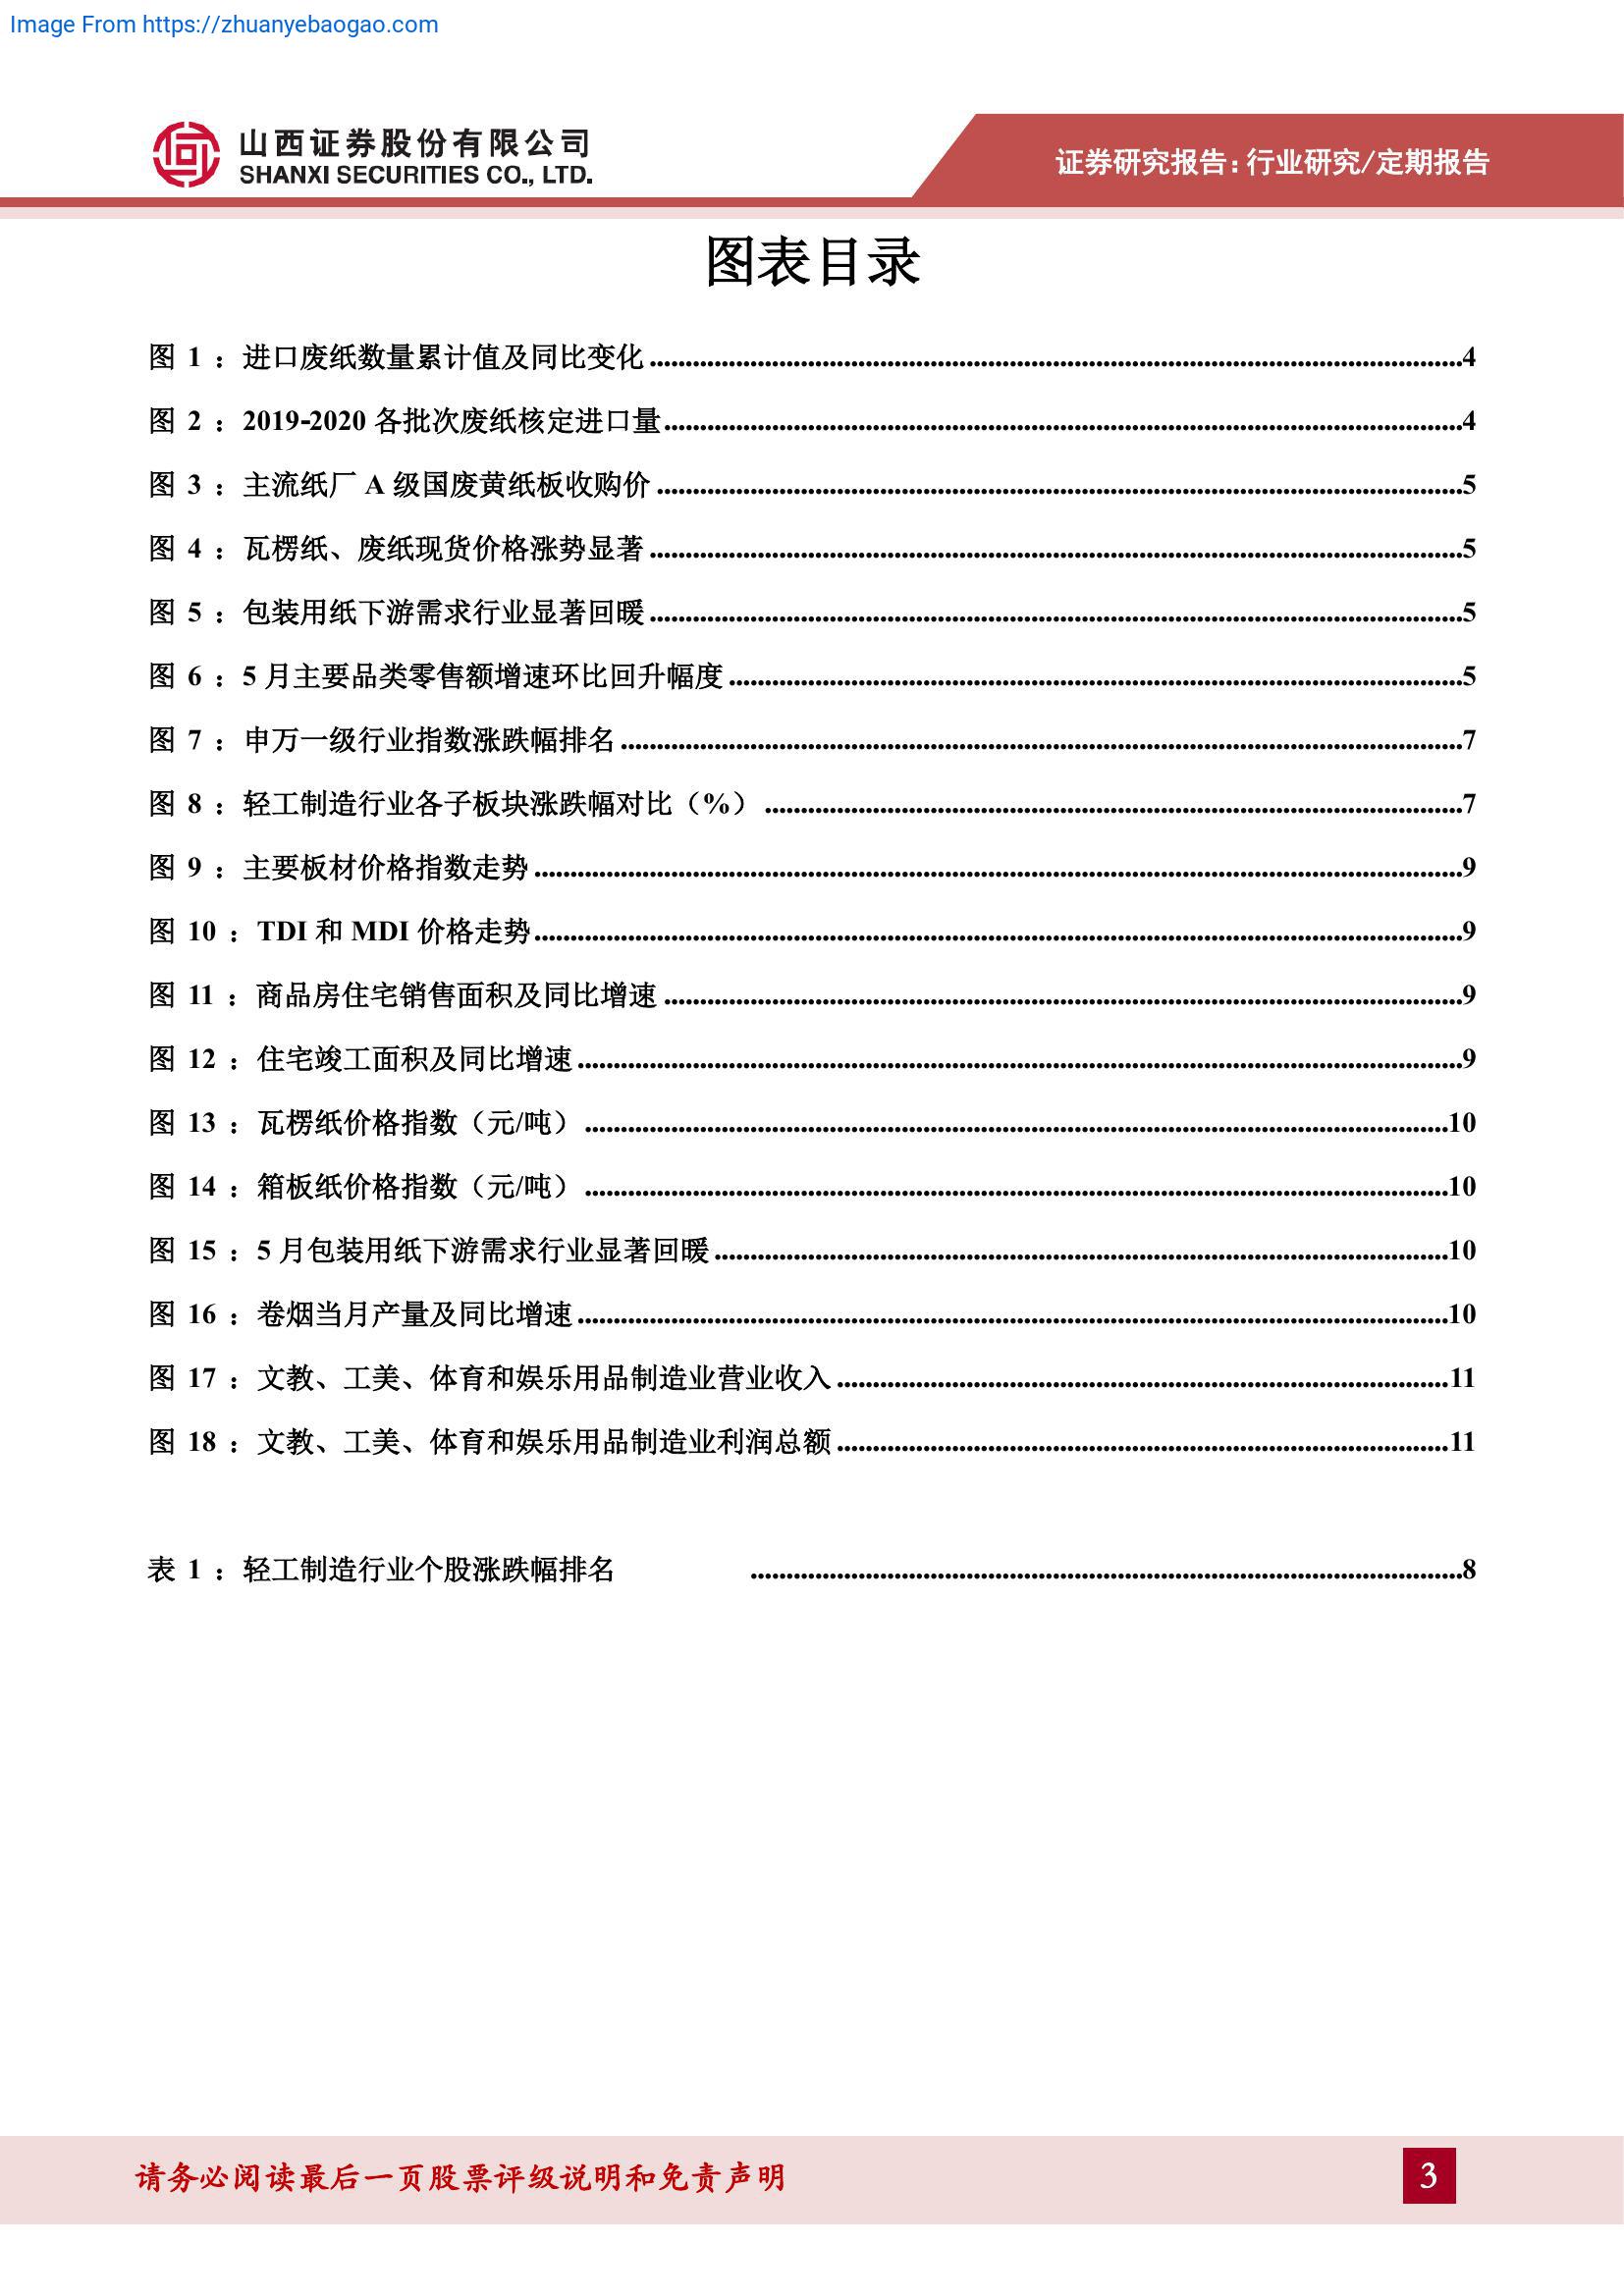 Image From https://zhuanyebaogao.com
山西证券股份有限公司
SHANXI SECURITIES CO., LTD.
证券研究报告：行业研究/定期报告
图表目录
图 1 ：进口废纸数量累计值及同比变化................4
图 2 ：2019-2020 各批次废纸核定进口量................4
图 3 ：主流纸厂 A 级国废黄纸板收购价................5
图 4 ：瓦楞纸、废纸现货价格涨势显著................5
图 5 ：包装用纸下游需求行业显著回暖................5
图 6 ：5 月主要品类零售额增速环比回升幅度................5
图 7 ：申万一级行业指数涨跌幅排名................7
图 8 ：轻工制造行业各子板块涨跌幅对比（%）................7
图 9 ：主要板材价格指数走势................9
图 10 ：TDI 和 MDI 价格走势................9
图 11 ：商品房住宅销售面积及同比增速................9
图 12 ：住宅竣工面积及同比增速................9
图 13 ：瓦楞纸价格指数（元/吨）................10
图 14 ：箱板纸价格指数（元/吨）................10
图 15 ：5 月包装用纸下游需求行业显著回暖................10
图 16 ：卷烟当月产量及同比增速................10
图 17 ：文教、工美、体育和娱乐用品制造业营业收入................11
图 18 ：文教、工美、体育和娱乐用品制造业利润总额................11
表 1 ：轻工制造行业个股涨跌幅排名................8
请务必阅读最后一页股票评级说明和免责声明
3